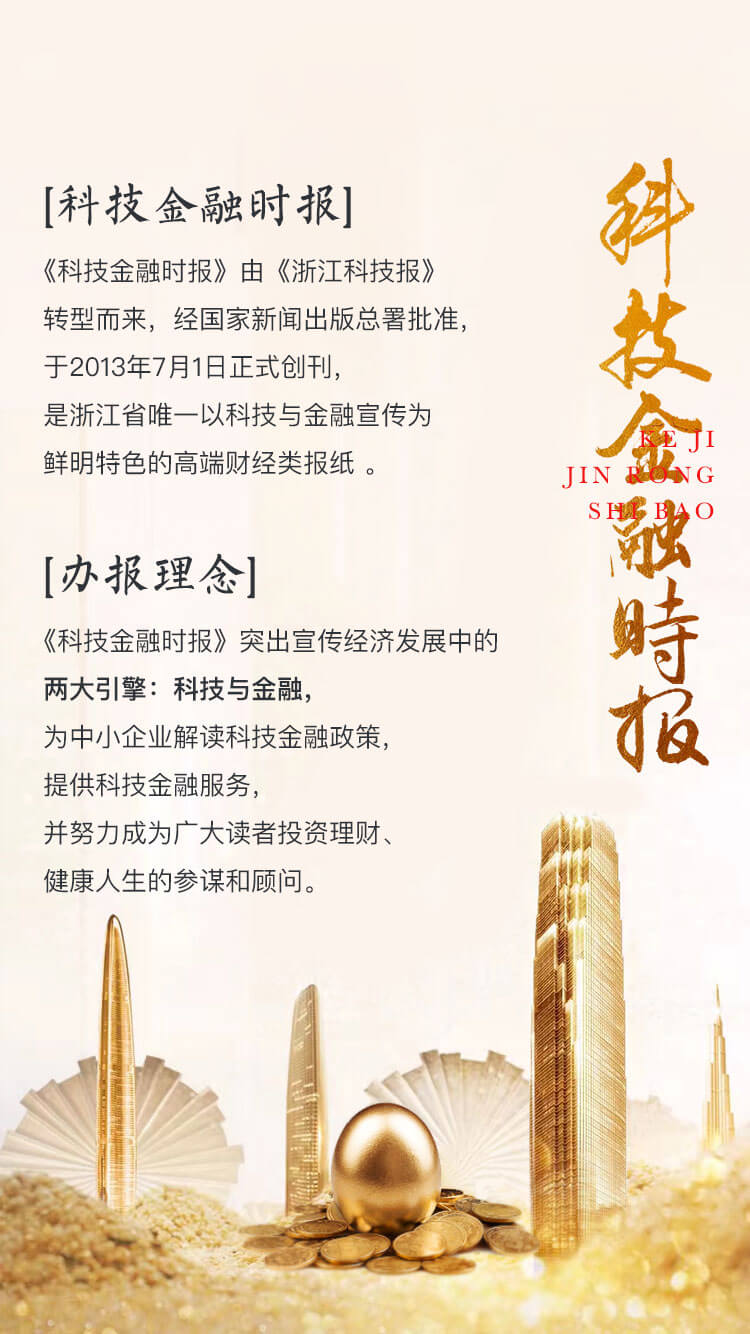 [科技金融时报]
《科技金融时报》由《浙江科技报》
转型而来，经国家新闻出版总署批准，
于2013年7月1日正式创刊，
是浙江省唯一以科技与金融宣传为
鲜明特色的高端财经类报纸 。
[办报理念]
《科技金融时报》突出宣传经济发展中的
两大引擎：科技与金融，
为中小企业解读科技金融政策，
提供科技金融服务，
并努力成为广大读者投资理财、
健康人生的参谋和顾问。
科技金融時报
KE JI
JIN RONG
SHI BAO